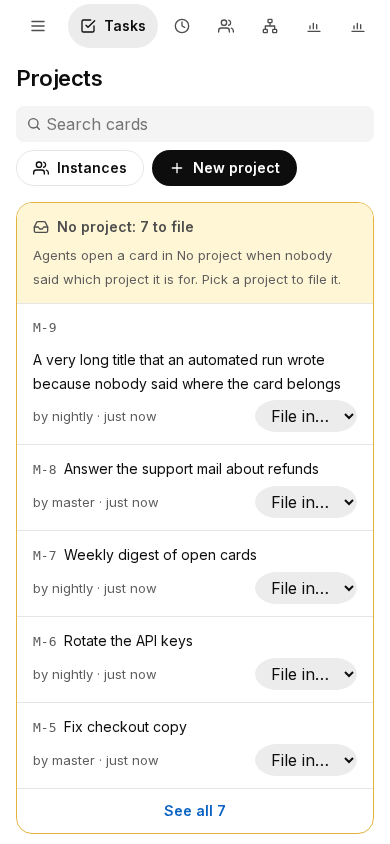 Tasks
Projects
Search cards
Instances
New project
No project: 7 to file
Agents open a card in No project when nobody
said which project it is for. Pick a project to file it.
M-9
A very long title that an automated run wrote
because nobody said where the card belongs
by nightly · just now
File in…
M-8 Answer the support mail about refunds
by master · just now
File in…
M-7 Weekly digest of open cards
by nightly · just now
File in…
M-6 Rotate the API keys
by nightly · just now
File in…
M-5 Fix checkout copy
by master · just now
File in…
See all 7